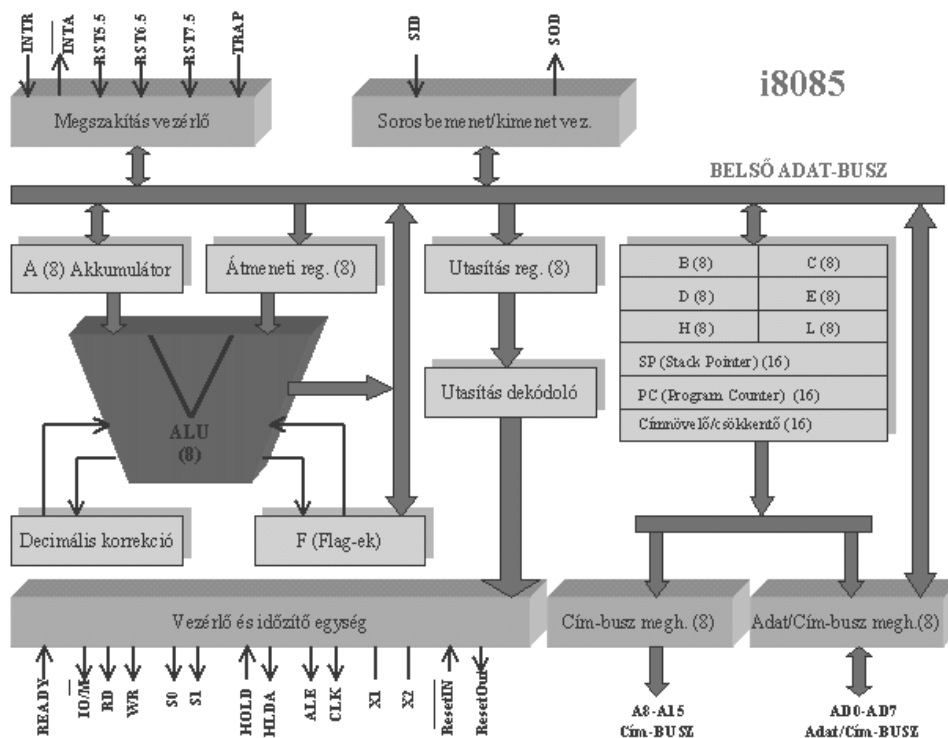 INTR
INTA
RST5.5
RST6.5
RST7.5
TRAP
SID
SOD
i8085
Megszakítás vezérlő
Soros bemenet/kimenet vez.
BELSŐ ADAT-BUSZ
A (8) Akkumulátor
Átmeneti reg. (8)
Utasítás reg. (8)
B (8)
C (8)
D (8)
E (8)
H (8)
L (8)
SP (Stack Pointer) (16)
PC (Program Counter) (16)
Címnövelő/csökkentő (16)
Utasítás dekódoló
ALU
(8)
Decimális korrekció
F (Flag-ek)
Vezérlő és időzítő egység
Cím-busz megh. (8)
Adat/Cím-busz megh.(8)
READY
IO/M
RD
WR
S0
S1
HOLD
HLDA
ALE
CLK
X1
X2
ResetIN
ResetOut
A8-A15
Cím-BUSZ
AD0-AD7
Adat/Cím-BUSZ